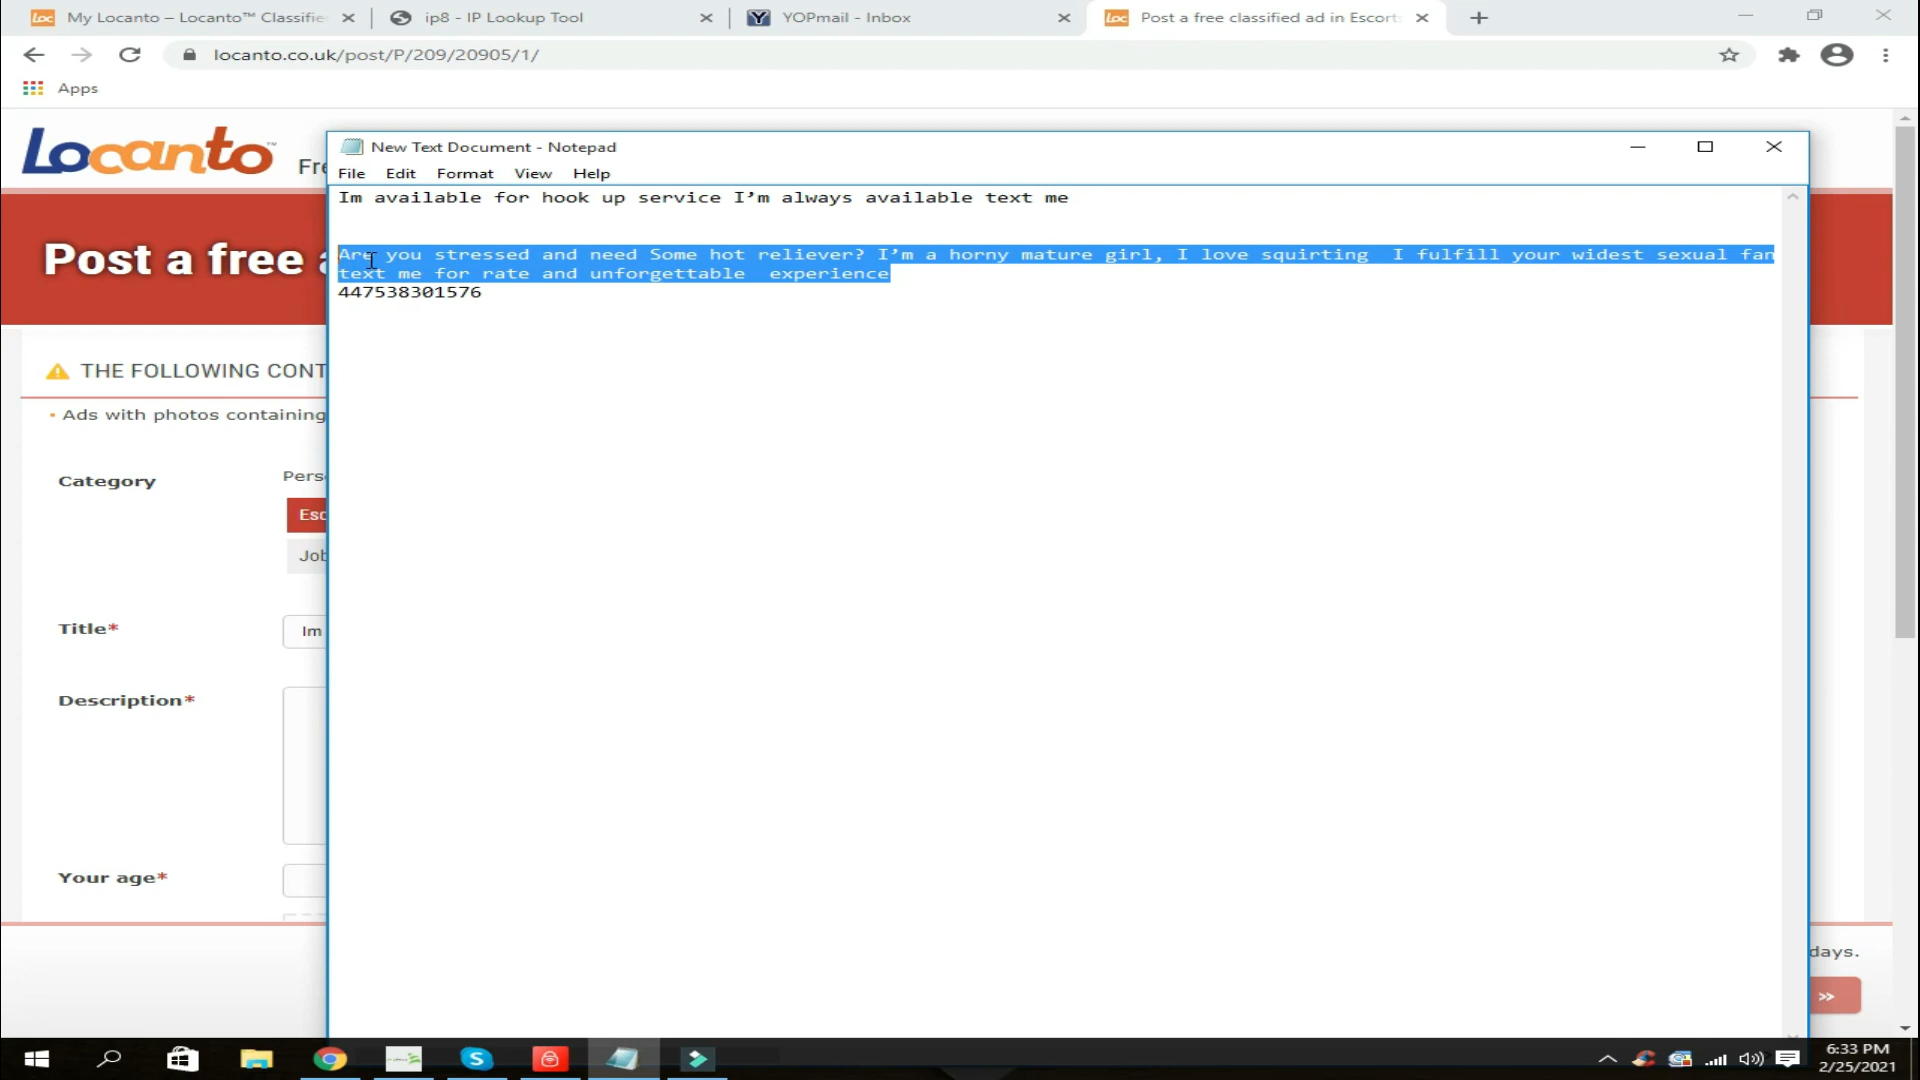 My Locanto – Locanto™ Classifie
ip8 - IP Lookup Tool
YOPmail - Inbox
Post a free classified ad in Escorts
locanto.co.uk/post/P/209/20905/1/
Apps
Locanto™
Fre
New Text Document - Notepad
File Edit Format View Help
Im available for hook up service I’m always available text me
Post a free a
Are you stressed and need Some hot reliever? I’m a horny mature girl, I love squirting I fulfill your widest sexual fan
text me for rate and unforgettable experience
447538301576
THE FOLLOWING CONT
• Ads with photos containing
Category
Perso
Esc
Job
Title*
Im
Description*
Your age*
days.
>>
6:33 PM
2/25/2021